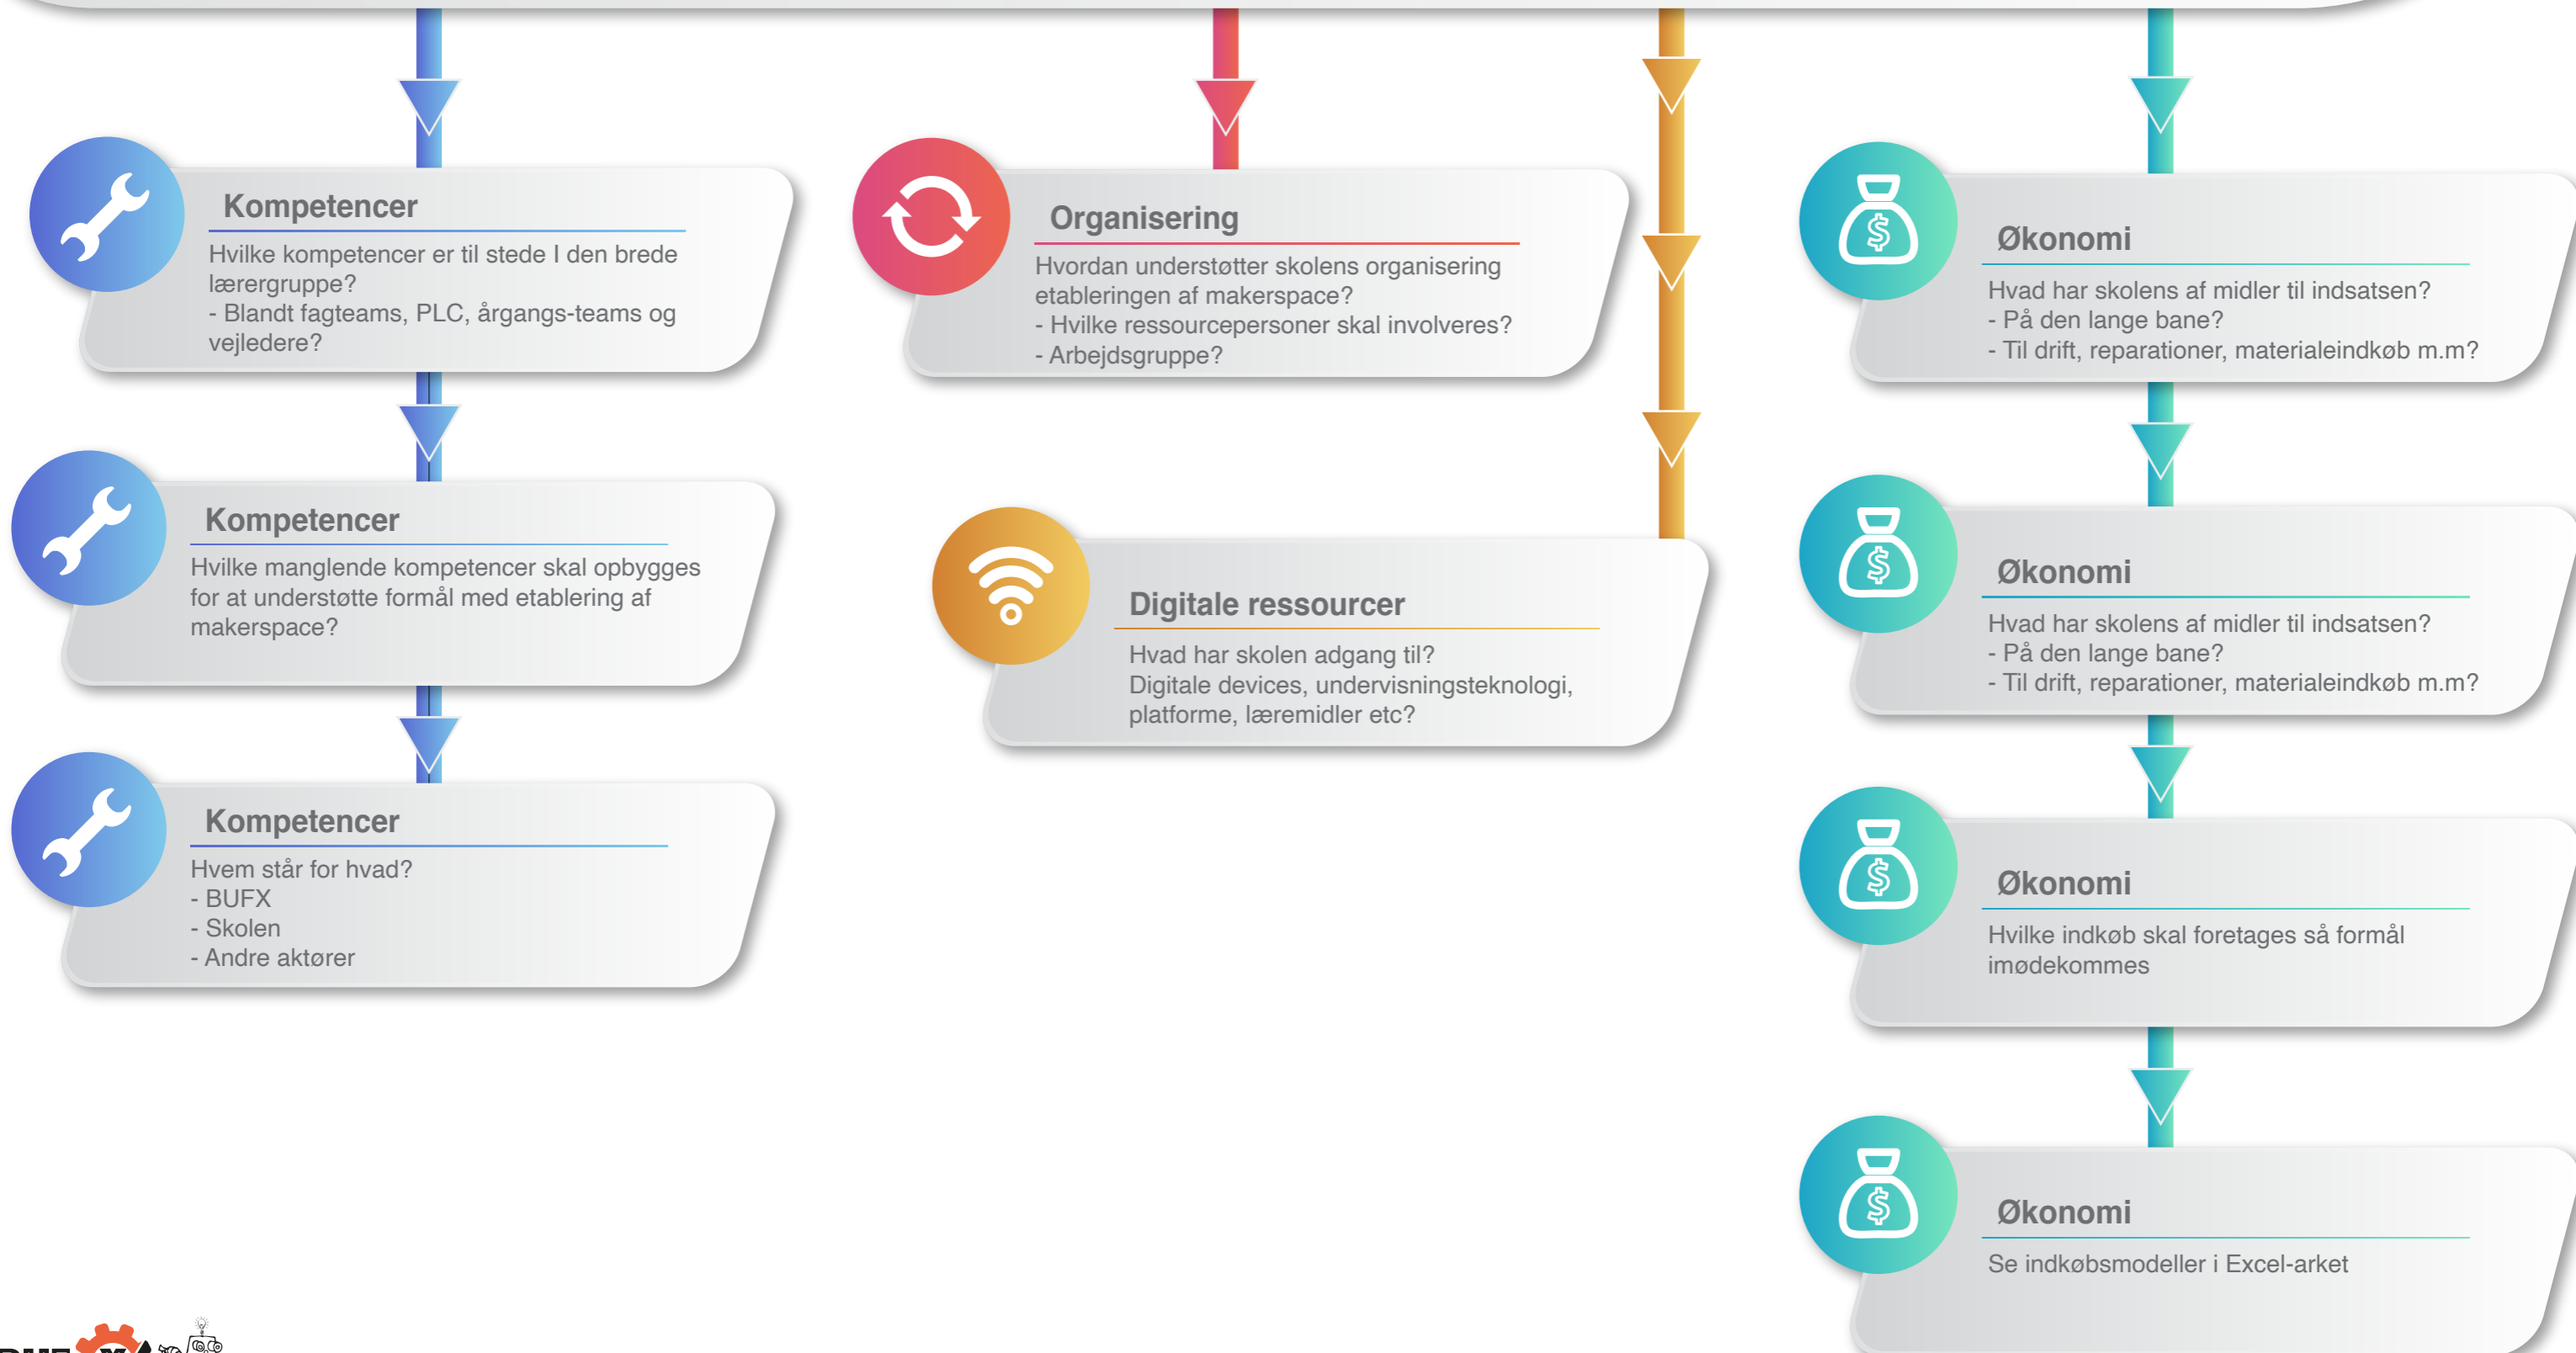 Kompetencer
Hvilke kompetencer er til stede I den brede
lærergruppe?
- Blandt fagteams, PLC, årgangs-teams og
vejledere?
Kompetencer
Hvilke manglende kompetencer skal opbygges
for at understøtte formål med etablering af
makerspace?
Kompetencer
Hvem står for hvad?
- BUFX
- Skolen
- Andre aktører
Organisering
Hvordan understøtter skolens organisering
etableringen af makerspace?
- Hvilke ressourcepersoner skal involveres?
- Arbejdsgruppe?
Digitale ressourcer
Hvad har skolen adgang til?
Digitale devices, undervisningsteknologi,
platforme, læremidler etc?
Økonomi
Hvad har skolens af midler til indsatsen?
- På den lange bane?
- Til drift, reparationer, materialeindkøb m.m?
Økonomi
Hvad har skolens af midler til indsatsen?
- På den lange bane?
- Til drift, reparationer, materialeindkøb m.m?
Økonomi
Hvilke indkøb skal foretages så formål
imødekommes
Økonomi
Se indkøbsmodeller i Excel-arket